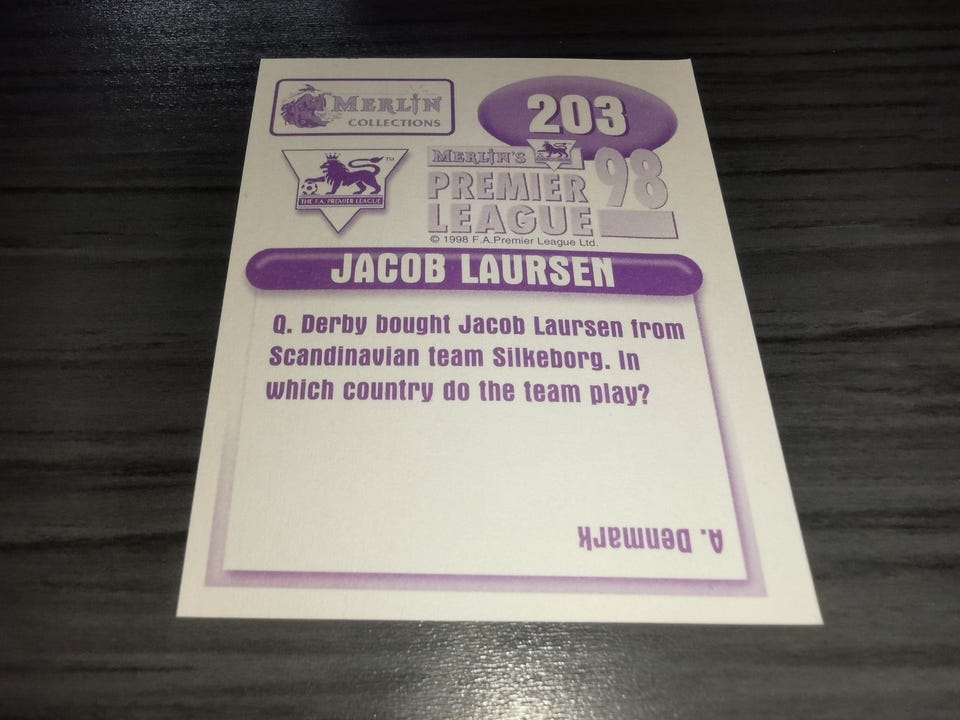 MERLIN
COLLECTIONS
203
THE F.A. PREMIER LEAGUE
TM
MERLIN'S
PREMIER
LEAGUE
98
© 1998 F.A.Premier League Ltd.
JACOB LAURSEN
Q. Derby bought Jacob Laursen from
Scandinavian team Silkeborg. In
which country do the team play?
A. Denmark